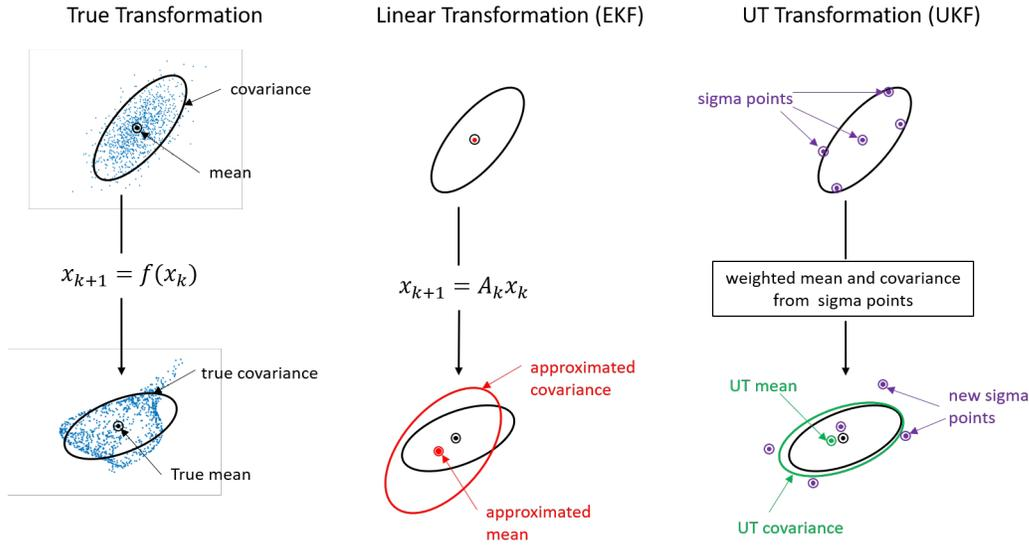 True Transformation
covariance
mean
x_{k+1} = f(x_k)
true covariance
True mean
Linear Transformation (EKF)
x_{k+1} = A_k x_k
approximated
covariance
approximated
mean
UT Transformation (UKF)
sigma points
weighted mean and covariance
from sigma points
UT mean
new sigma
points
UT covariance